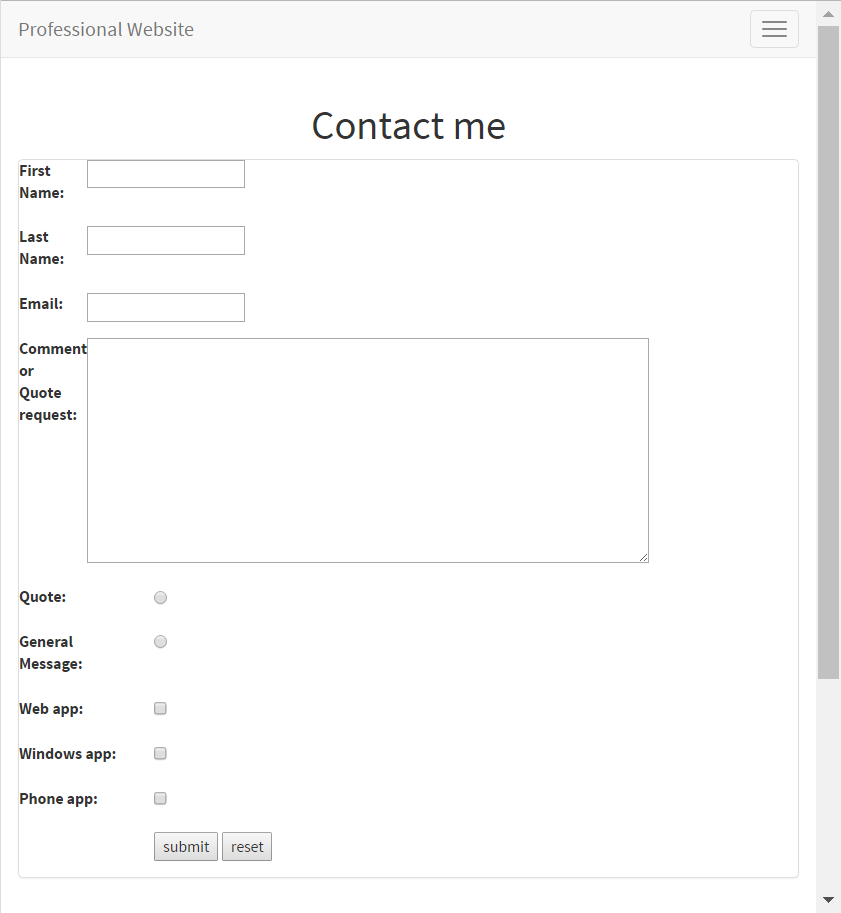 Professional Website
Contact me
First
Name:
Last
Name:
Email:
Comment
or
Quote
request:
Quote:
General
Message:
Web app:
Windows app:
Phone app:
submit reset